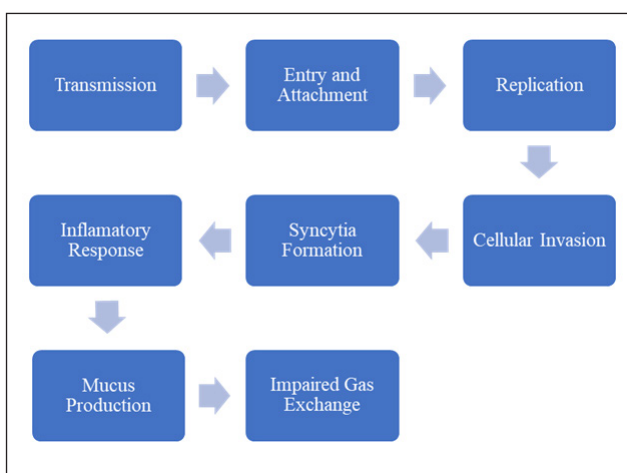 Transmission
Entry and
Attachment
Replication
Cellular Invasion
Syncytia
Formation
Inflamatory
Response
Mucus
Production
Impaired Gas
Exchange